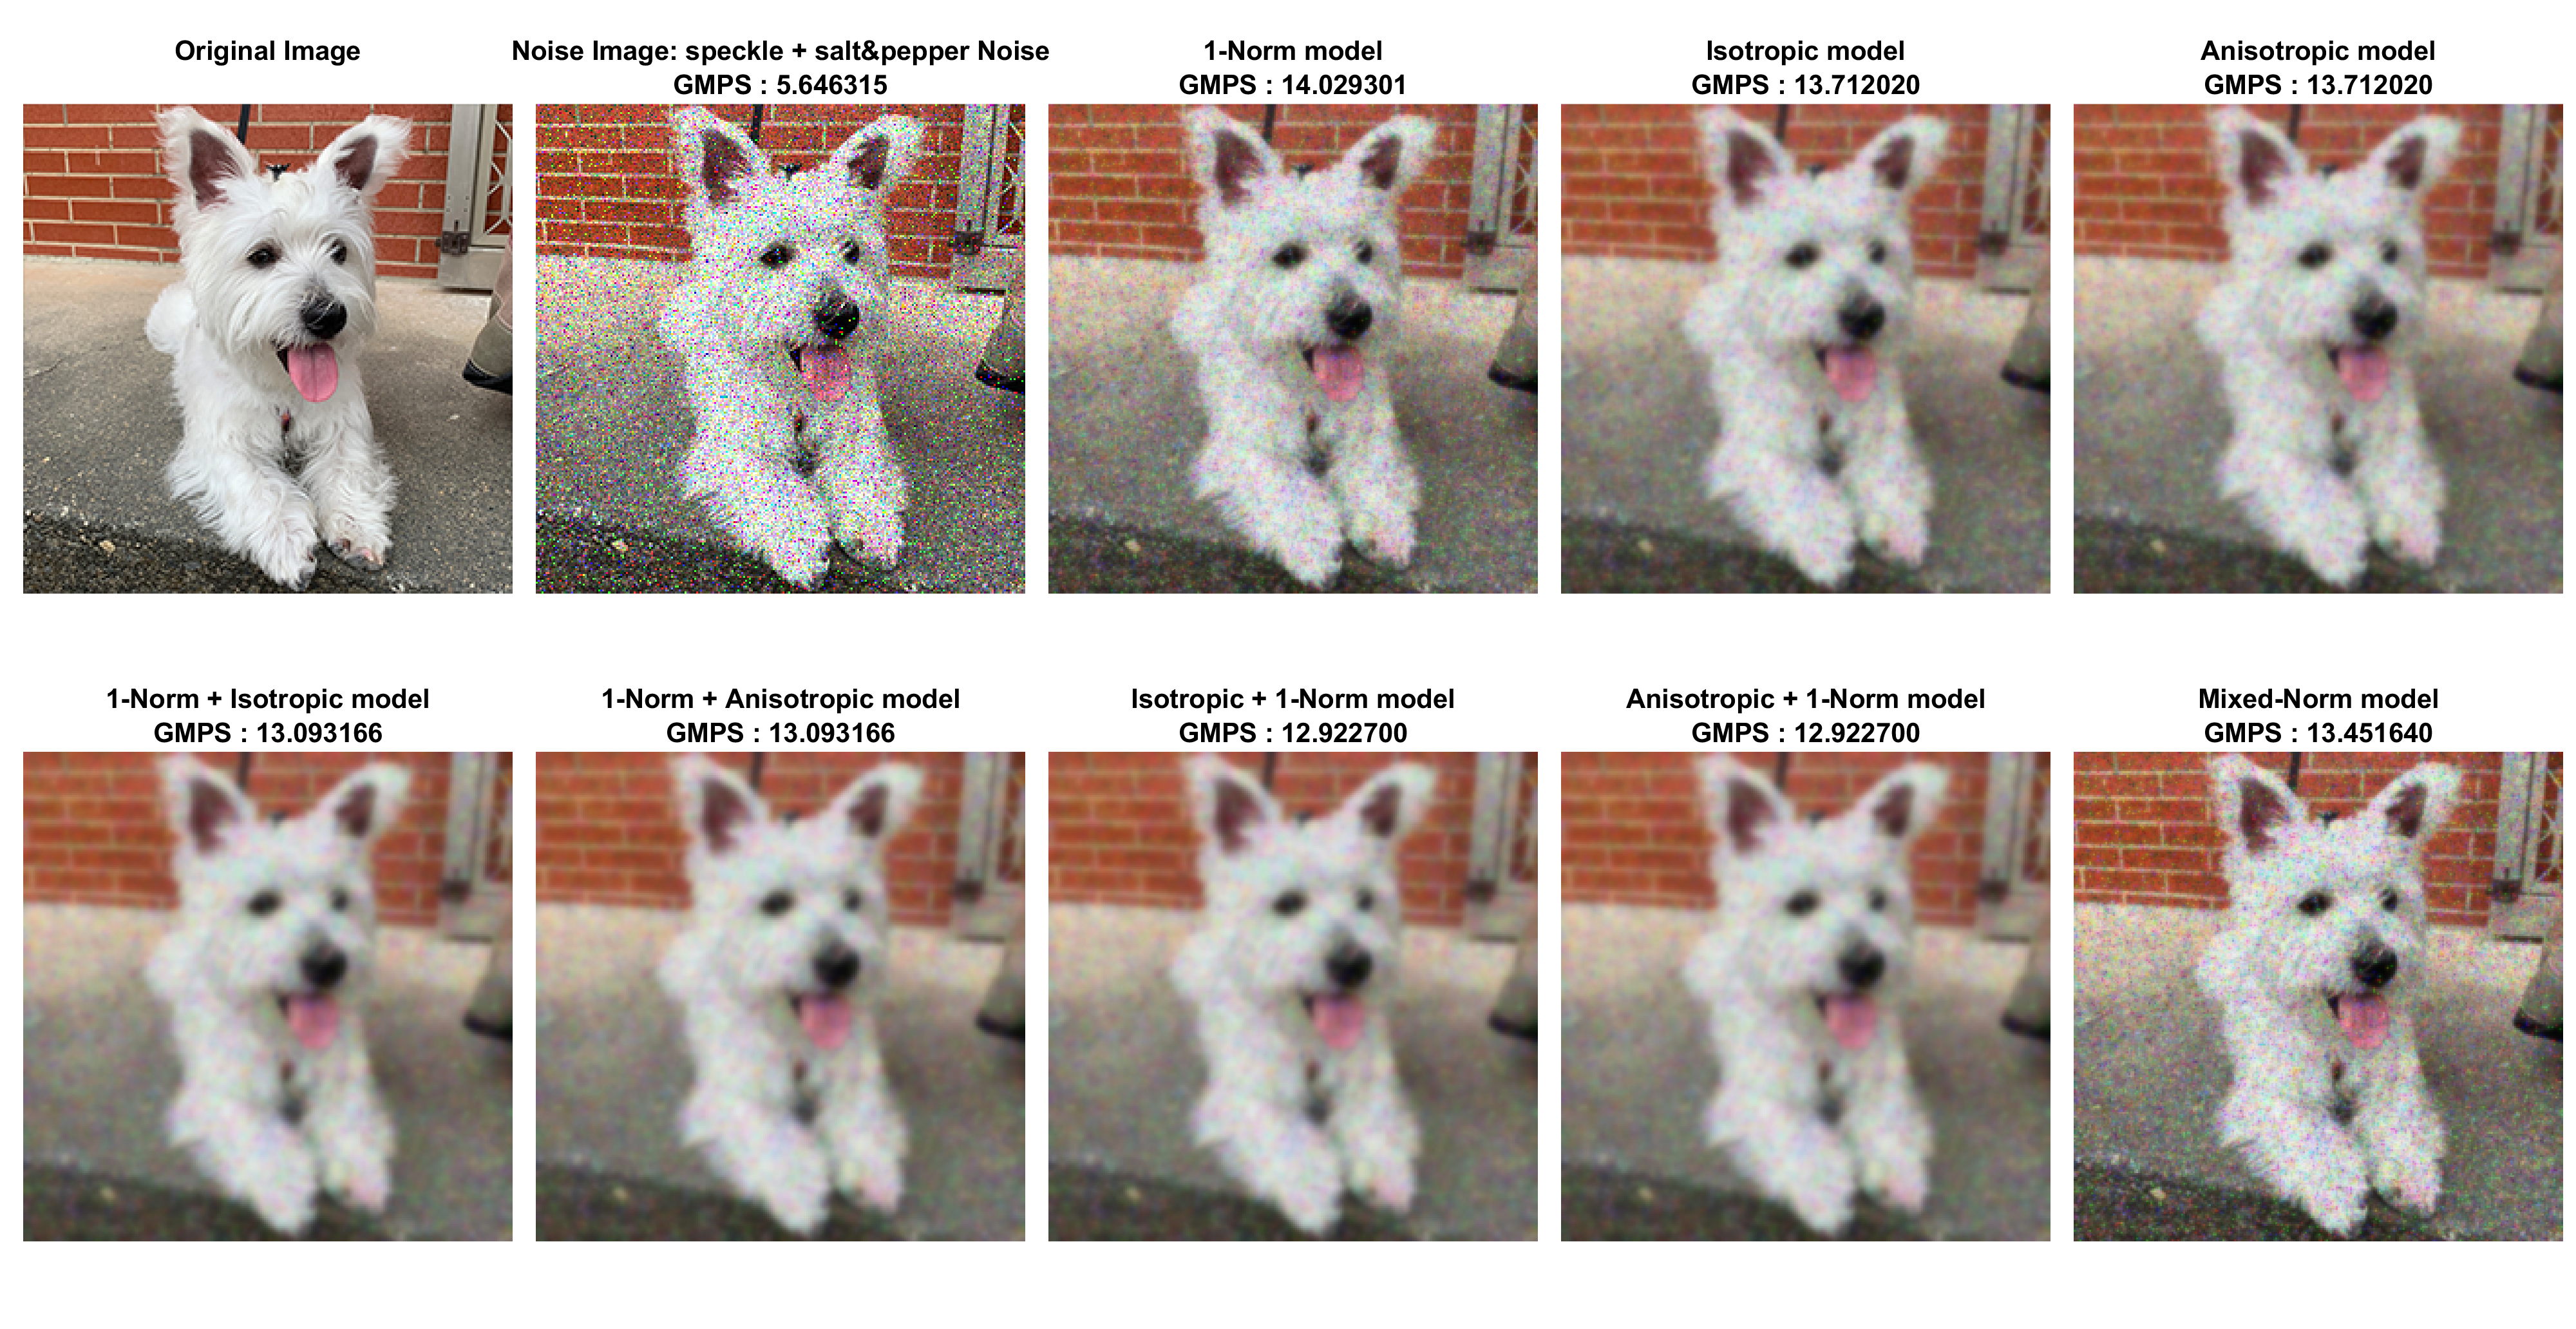 Original Image
Noise Image: speckle + salt&pepper Noise
GMPS : 5.646315
1-Norm model
GMPS : 14.029301
Isotropic model
GMPS : 13.712020
Anisotropic model
GMPS : 13.712020
1-Norm + Isotropic model
GMPS : 13.093166
1-Norm + Anisotropic model
GMPS : 13.093166
Isotropic + 1-Norm model
GMPS : 12.922700
Anisotropic + 1-Norm model
GMPS : 12.922700
Mixed-Norm model
GMPS : 13.451640